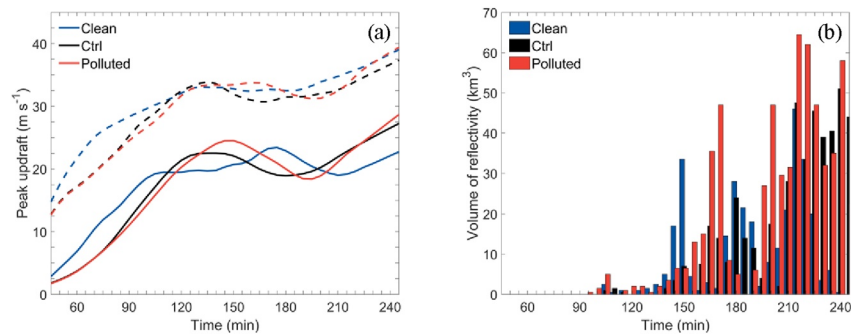 (a)
Clean
Ctrl
Polluted
Peak updraft (m s⁻¹)
40
30
20
10
0
60 90 120 150 180 210 240
Time (min)
(b)
Clean
Ctrl
Polluted
Volume of reflectivity (km³)
70
60
50
40
30
20
10
0
60 90 120 150 180 210 240
Time (min)